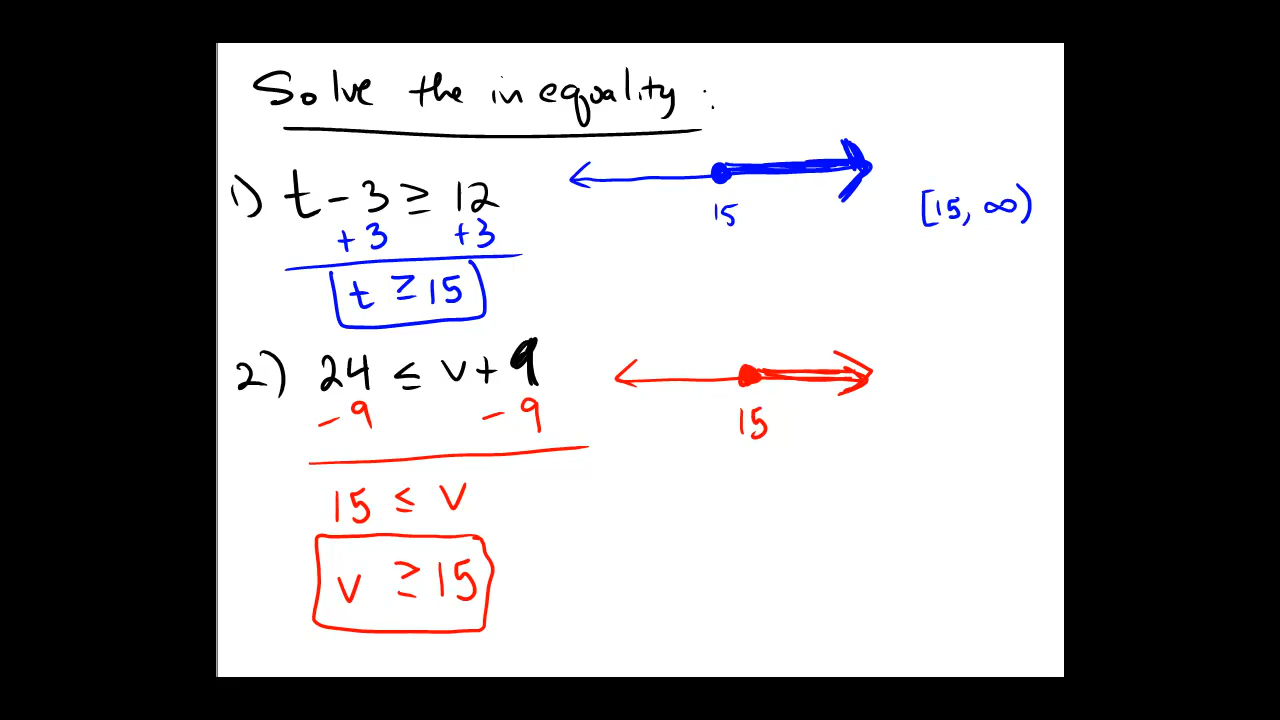 Solve the inequality:
1) t - 3 ≥ 12
+3 +3
t ≥ 15
15
[15, ∞)
2) 24 ≤ v + 9
-9 -9
15 ≤ v
v ≥ 15
15